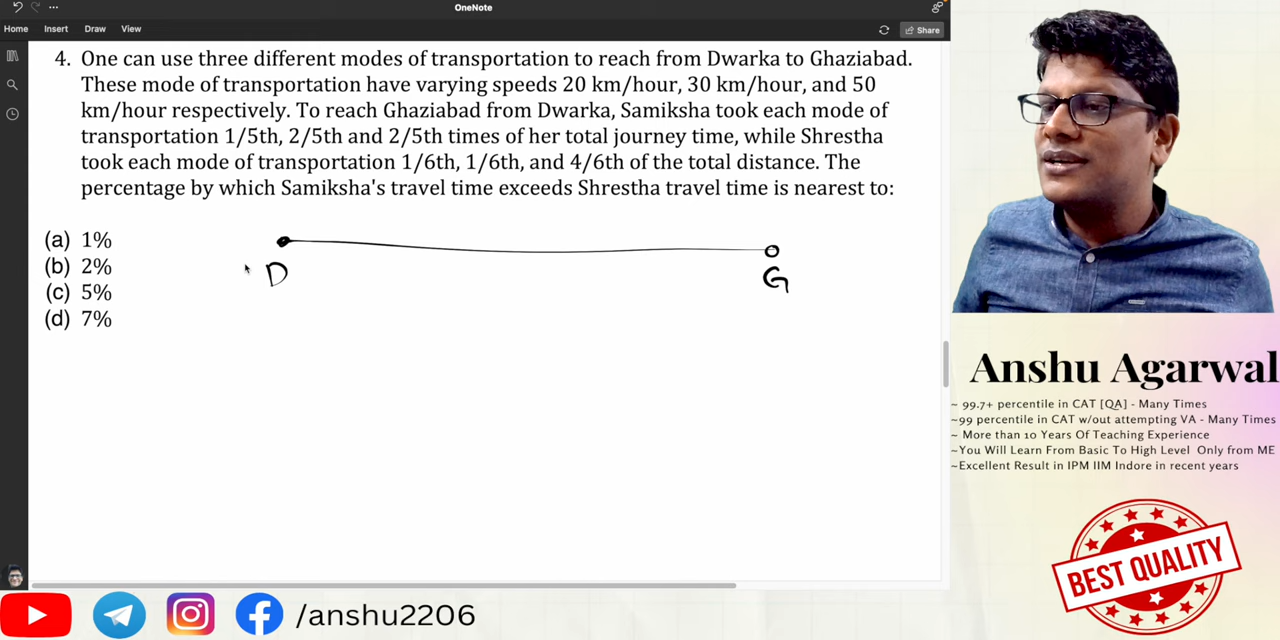 OneNote
Home Insert Draw View
Share
4. One can use three different modes of transportation to reach from Dwarka to Ghaziabad.
These mode of transportation have varying speeds 20 km/hour, 30 km/hour, and 50
km/hour respectively. To reach Ghaziabad from Dwarka, Samiksha took each mode of
transportation 1/5th, 2/5th and 2/5th times of her total journey time, while Shrestha
took each mode of transportation 1/6th, 1/6th, and 4/6th of the total distance. The
percentage by which Samiksha's travel time exceeds Shrestha travel time is nearest to:
(a) 1%
(b) 2%
(c) 5%
(d) 7%
D
G
Anshu Agarwal
~ 99.7+ percentile in CAT [QA] - Many Times
~99 percentile in CAT w/out attempting VA - Many Times
~ More than 10 Years Of Teaching Experience
~You Will Learn From Basic To High Level Only from ME
~Excellent Result in IPM IIM Indore in recent years
BEST QUALITY
/anshu2206